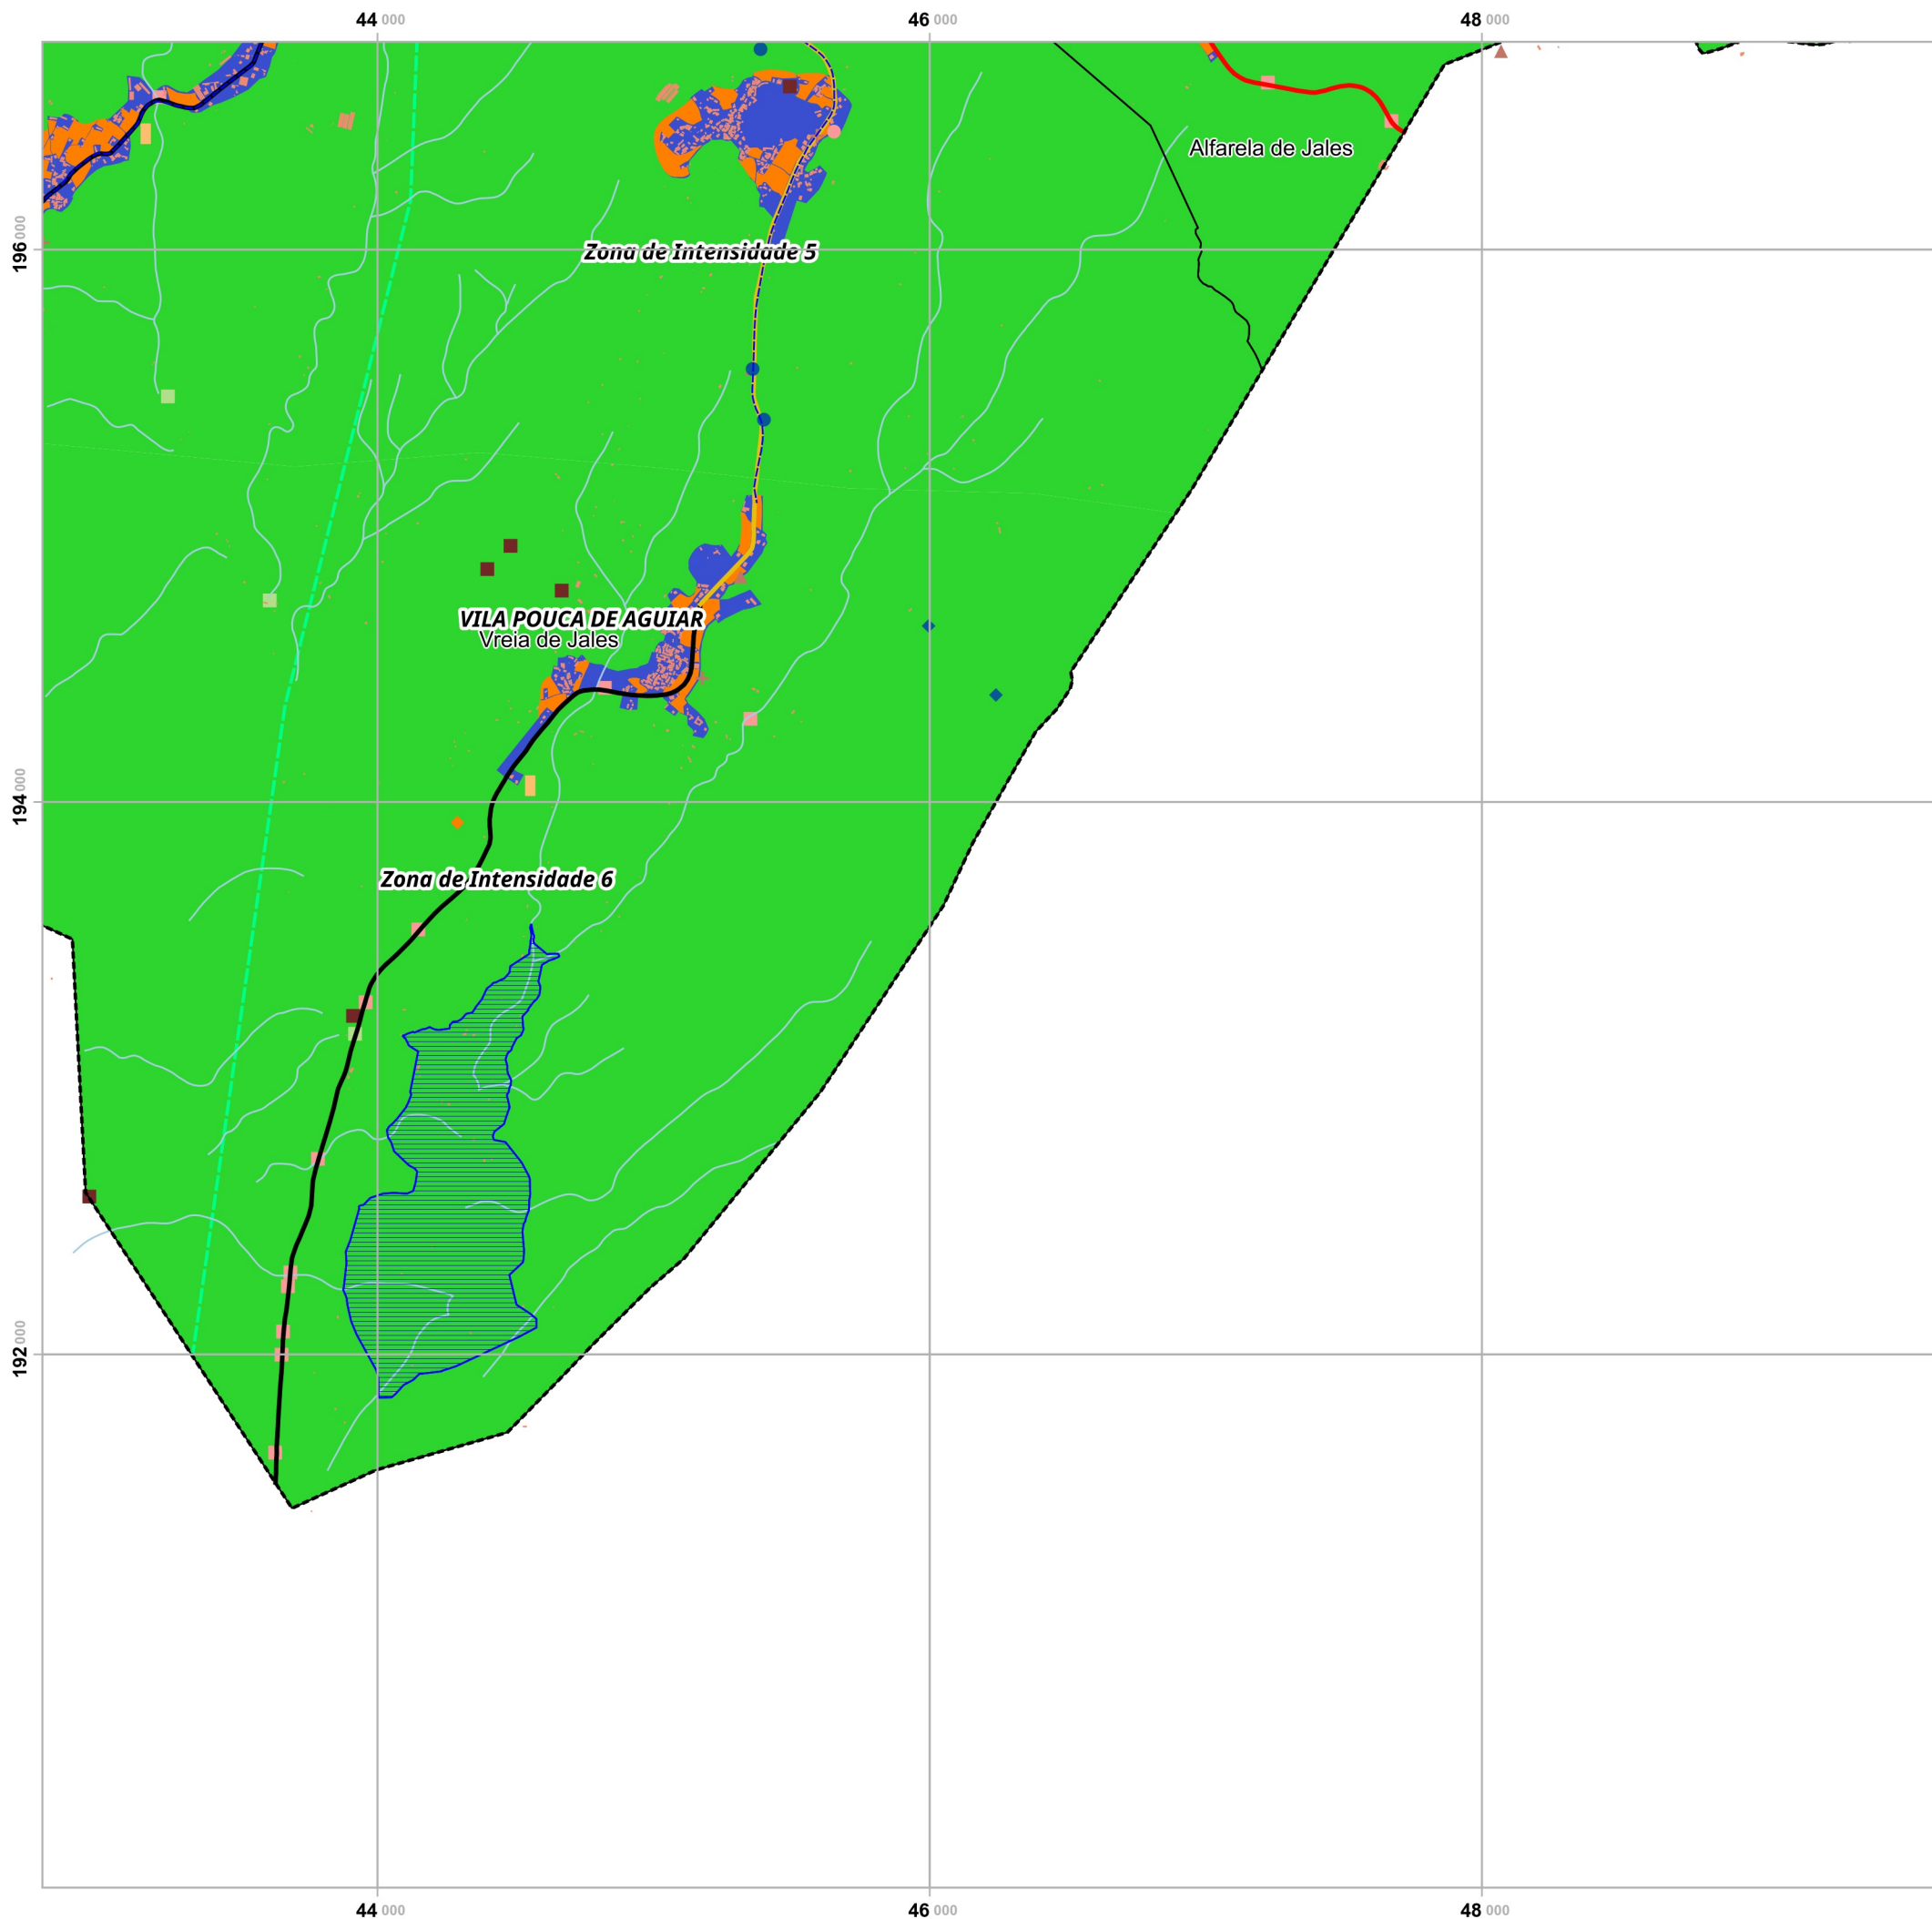 44 000 46 000 48 000
Alfarela de Jales
196 000
Zona de Intensidade 5
VILA POUCA DE AGUIAR
Vreia de Jales
194 000
Zona de Intensidade 6
192 000
44 000 46 000 48 000